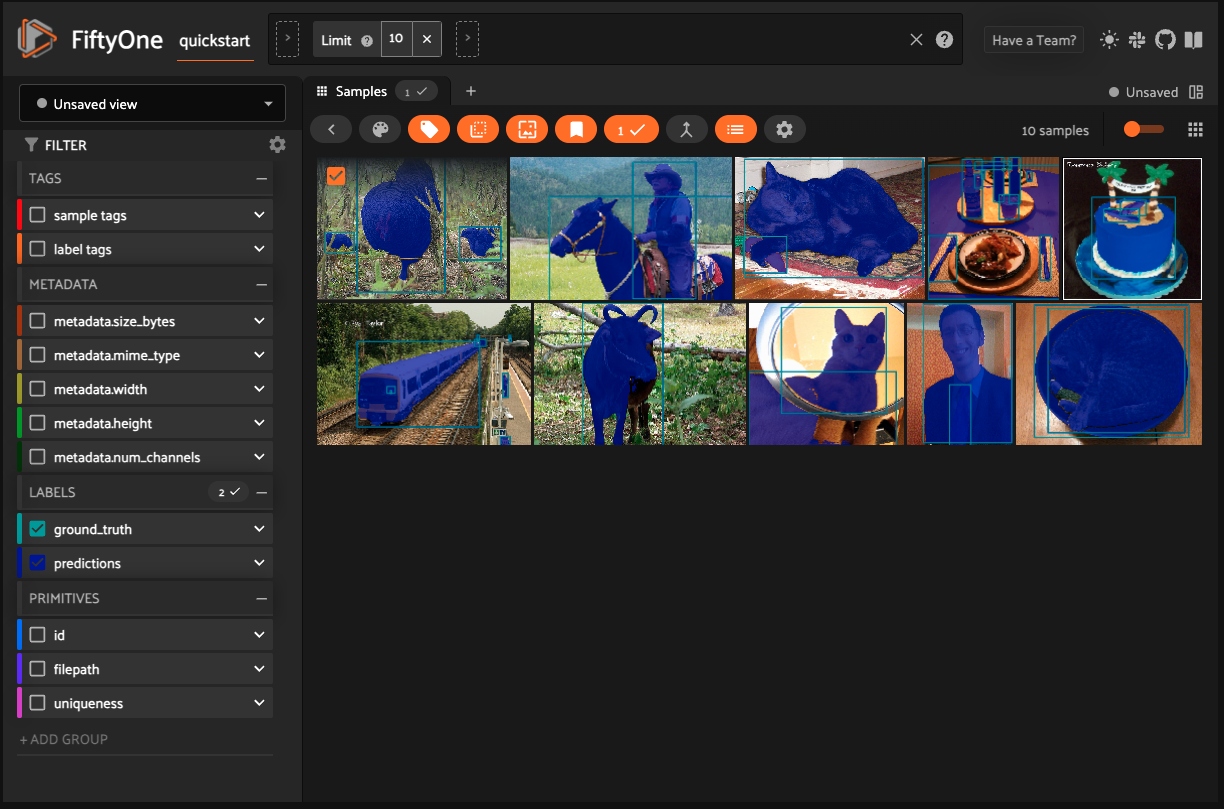 FiftyOne
quickstart
Limit
10
Have a Team?
Unsaved view
Samples
1
Unsaved
FILTER
1
10 samples
TAGS
sample tags
label tags
METADATA
metadata.size_bytes
metadata.mime_type
metadata.width
metadata.height
metadata.num_channels
LABELS
2
ground_truth
predictions
PRIMITIVES
id
filepath
uniqueness
+ ADD GROUP